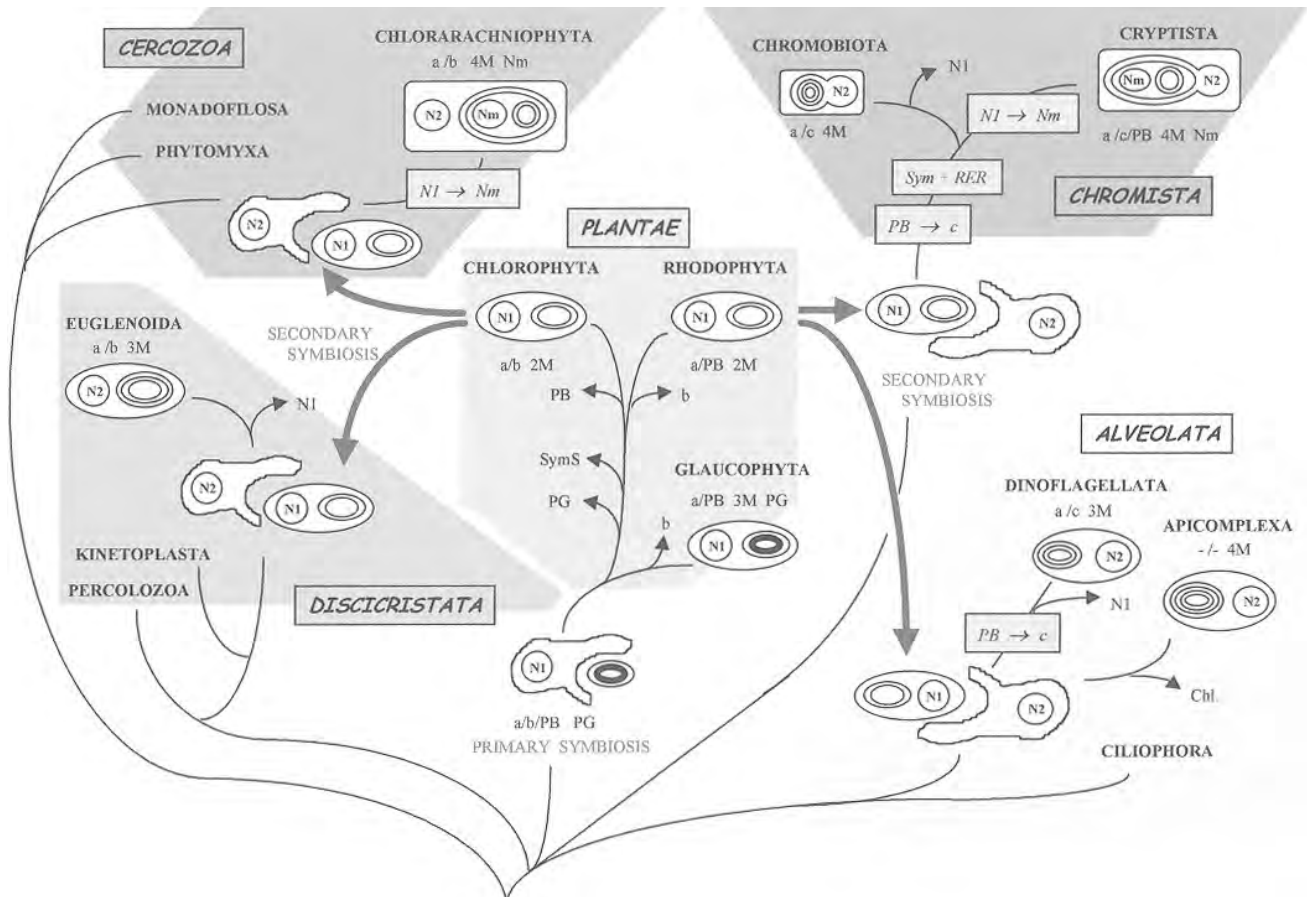 CERCOZOA
CHLORARACHNIOPHYTA
a/b 4M Nm
N2
Nm
MONADOFILOSA
PHYTOMYXA
N1 → Nm
N2
N1
CHROMOBIOTA
N2
a/c 4M
N1
CRYPTISTA
Nm
N2
a/c/PB 4M Nm
N1 → Nm
Sym = RER
PB → c
CHROMISTA
N1
N2
PLANTAE
CHLOROPHYTA
N1
a/b 2M
RHODOPHYTA
N1
a/PB 2M
SECONDARY
SYMBIOSIS
EUGLENOIDA
a/b 3M
N2
N1
N2
N1
KINETOPLASTA
PERCOLOZOA
DISCICRISTATA
PB
b
SymS
PG
GLAUCOPHYTA
a/PB 3M PG
N1
b
N1
a/b/PB PG
PRIMARY SYMBIOSIS
SECONDARY
SYMBIOSIS
ALVEOLATA
DINOFLAGELLATA
a/c 3M
N2
APICOMPLEXA
-/- 4M
N2
N1
PB → c
N1
N2
Chl.
CILIOPHORA